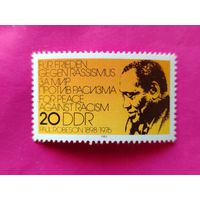 FÜR FRIEDEN
GEGEN RASSISMUS
ЗА МИР
ПРОТИВ РАСИЗМА
FOR PEACE
AGAINST RACISM
20 DDR
PAUL ROBESON 1898-1976